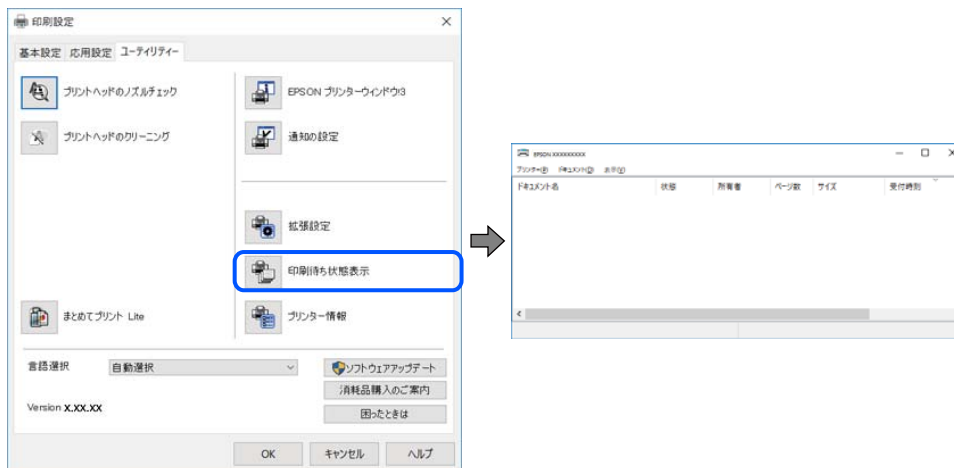 印刷設定
基本設定 応用設定 ユーティリティー
プリントヘッドのノズルチェック
プリントヘッドのクリーニング
まとめてプリント Lite
EPSON プリンターウィンドウ!3
通知の設定
拡張設定
印刷待ち状態表示
プリンター情報
言語選択 自動選択
ソフトウェアアップデート
消耗品購入のご案内
Version X.XX.XX
困ったときは
OK キャンセル ヘルプ
EPSON XXXXXXXXX
プリンター(P) ドキュメント(D) 表示(V)
ドキュメント名 状態 所有者 ページ数 サイズ 受付時刻